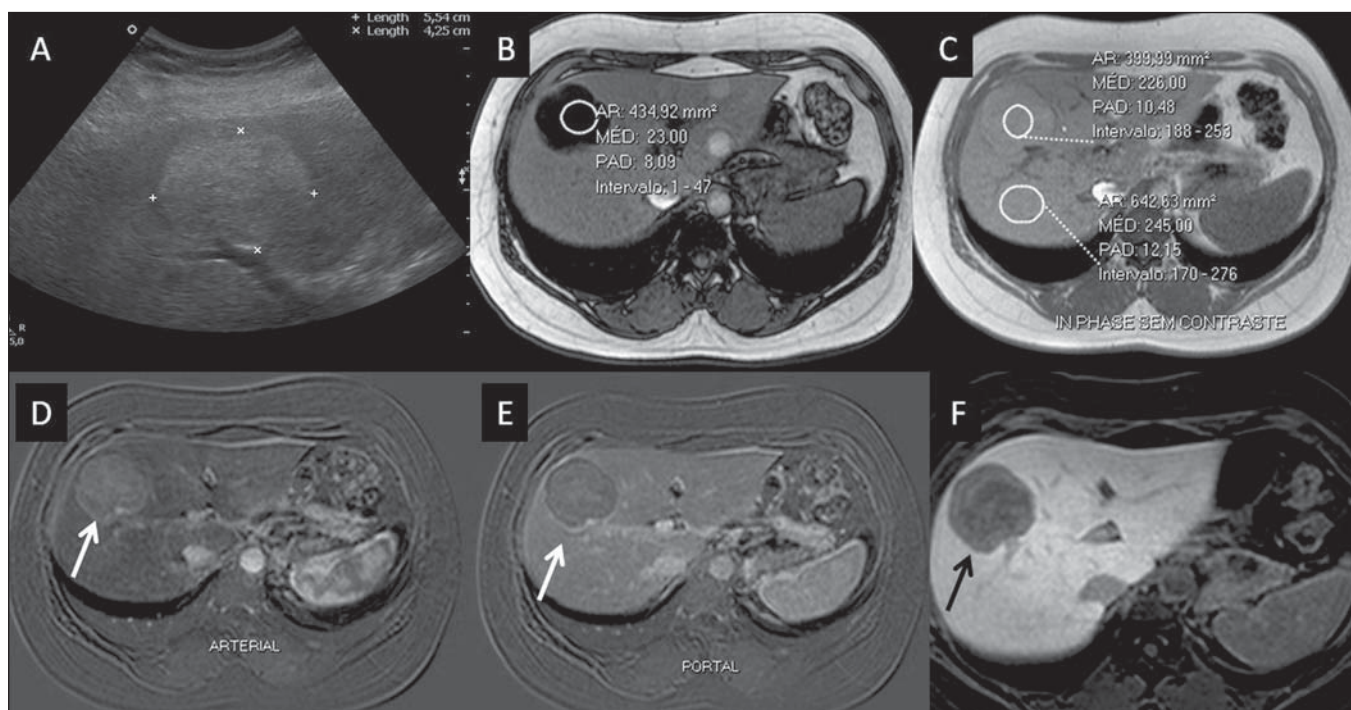 A
+ Length 5,54 cm
× Length 4,25 cm
R
5,0
B
AR: 434,92 mm²
MÉD: 23,00
PAD: 8,09
Intervalo: 1 - 47
C
AR: 399,99 mm²
MÉD: 226,00
PAD: 10,48
Intervalo: 188 - 253
AR: 642,63 mm²
MÉD: 245,00
PAD: 12,15
Intervalo: 170 - 276
IN PHASE SEM CONTRASTE
D
ARTERIAL
E
PORTAL
F